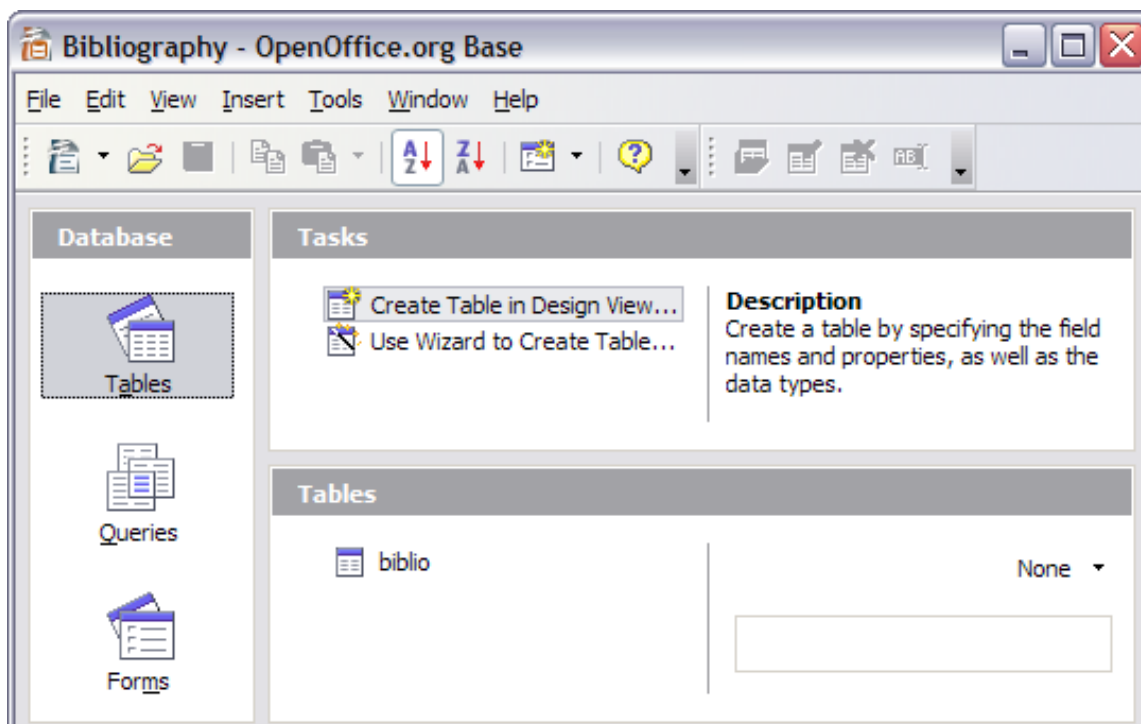 Bibliography - OpenOffice.org Base
File Edit View Insert Tools Window Help
Database
Tables
Queries
Forms
Tasks
Create Table in Design View...
Use Wizard to Create Table...
Description
Create a table by specifying the field
names and properties, as well as the
data types.
Tables
biblio
None